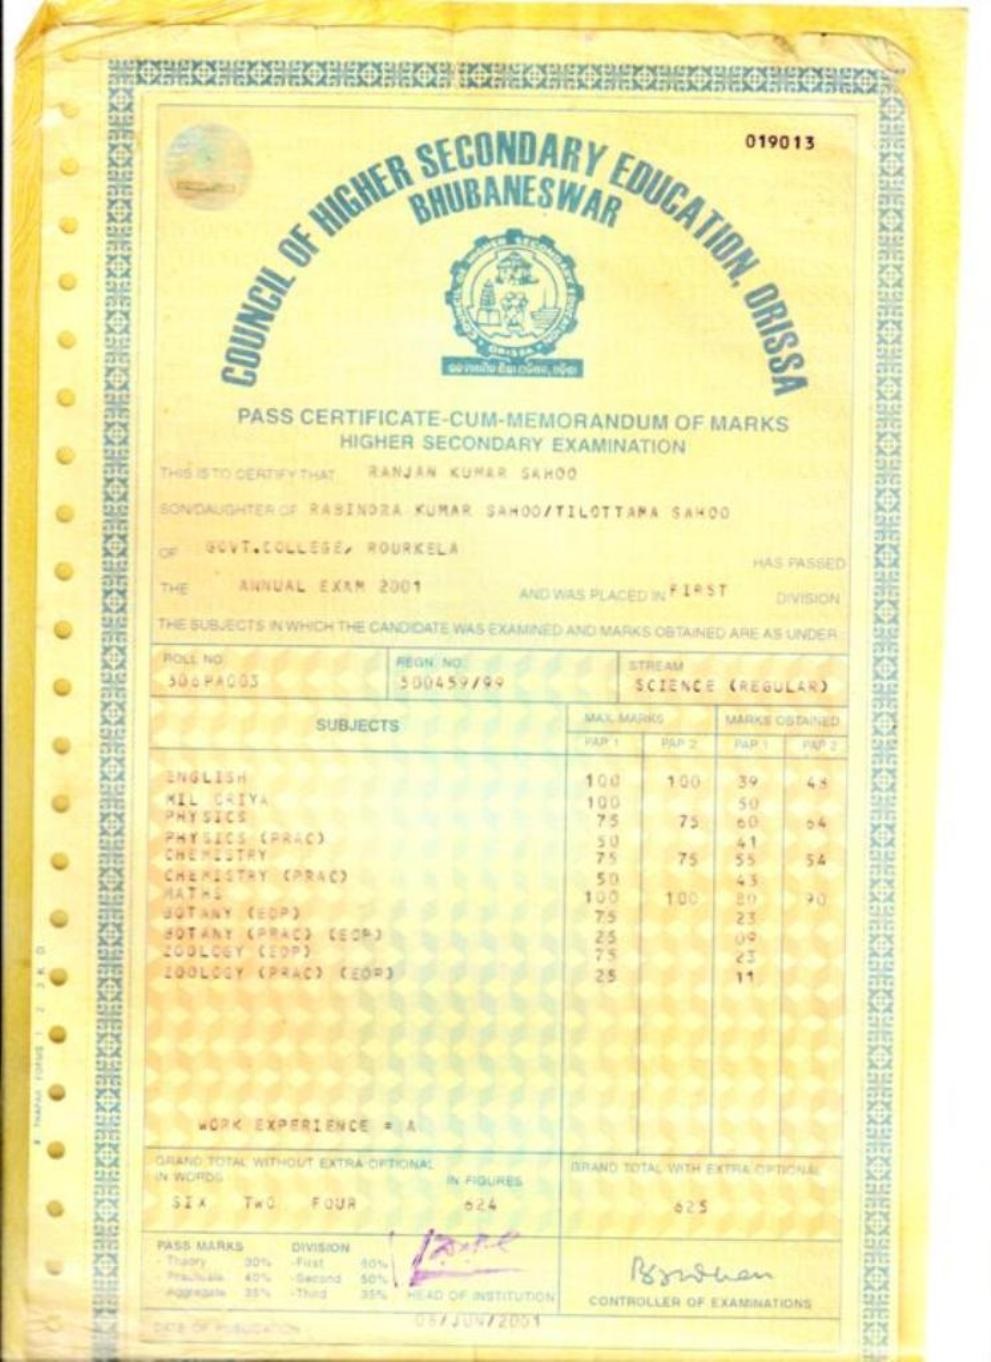 019013
COUNCIL OF HIGHER SECONDARY EDUCATION, ORISSA
BHUBANESWAR
ORISSA
PASS CERTIFICATE-CUM-MEMORANDUM OF MARKS
HIGHER SECONDARY EXAMINATION
THIS IS TO CERTIFY THAT RANJAN KUMAR SAHOO
SON/DAUGHTER OF RABINDRA KUMAR SAHOO/TILOTTAMA SAHOO
OF GOVT.COLLEGE, ROURKELA
HAS PASSED
THE ANNUAL EXAM 2001 AND WAS PLACED IN FIRST DIVISION
THE SUBJECTS IN WHICH THE CANDIDATE WAS EXAMINED AND MARKS OBTAINED ARE AS UNDER
ROLL NO REGN. NO. STREAM
306PA003 300459/99 SCIENCE (REGULAR)
SUBJECTS MAX. MARKS MARKS OBTAINED
PAP 1 PAP 2 PAP 1 PAP 2
ENGLISH 100 100 39 48
MIL ORIYA 100 50
PHYSICS 75 75 60 64
PHYSICS (PRAC) 50 41
CHEMISTRY 75 75 55 54
CHEMISTRY (PRAC) 50 43
MATHS 100 100 80 90
BOTANY (EOP) 75 23
BOTANY (PRAC) (EOP) 25 09
ZOOLOGY (EOP) 75 23
ZOOLOGY (PRAC) (EOP) 25 11
WORK EXPERIENCE = A
GRAND TOTAL WITHOUT EXTRA OPTIONAL GRAND TOTAL WITH EXTRA OPTIONAL
IN WORDS IN FIGURES
SIX TWO FOUR 624 625
PASS MARKS DIVISION
- Theory 30% -First 60%
- Practicals 40% -Second 50%
- Aggregate 35% -Third 35% HEAD OF INSTITUTION
CONTROLLER OF EXAMINATIONS
DATE OF PUBLICATION 06/JUN/2001